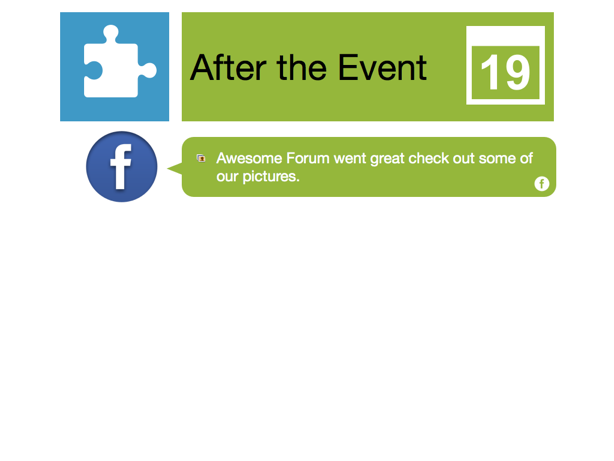 After the Event
19
f
Awesome Forum went great check out some of
our pictures.
f